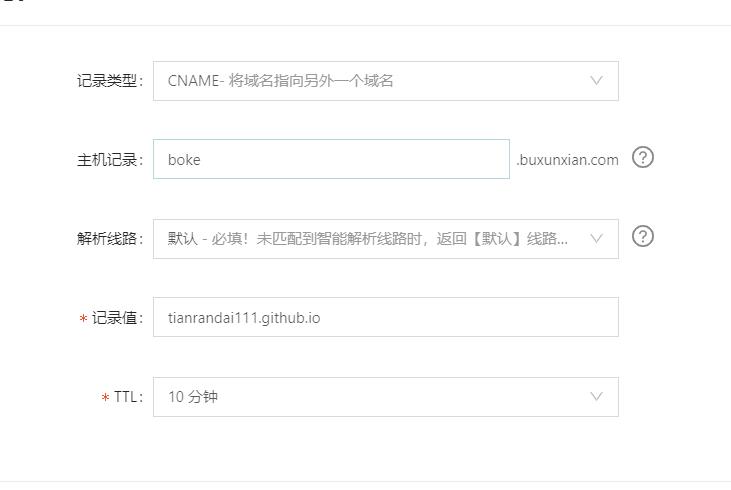 记录类型： CNAME- 将域名指向另外一个域名
主机记录： boke .buxunxian.com ?
解析线路： 默认 - 必填！未匹配到智能解析线路时，返回【默认】线路... ?
* 记录值： tianrandai111.github.io
* TTL： 10 分钟